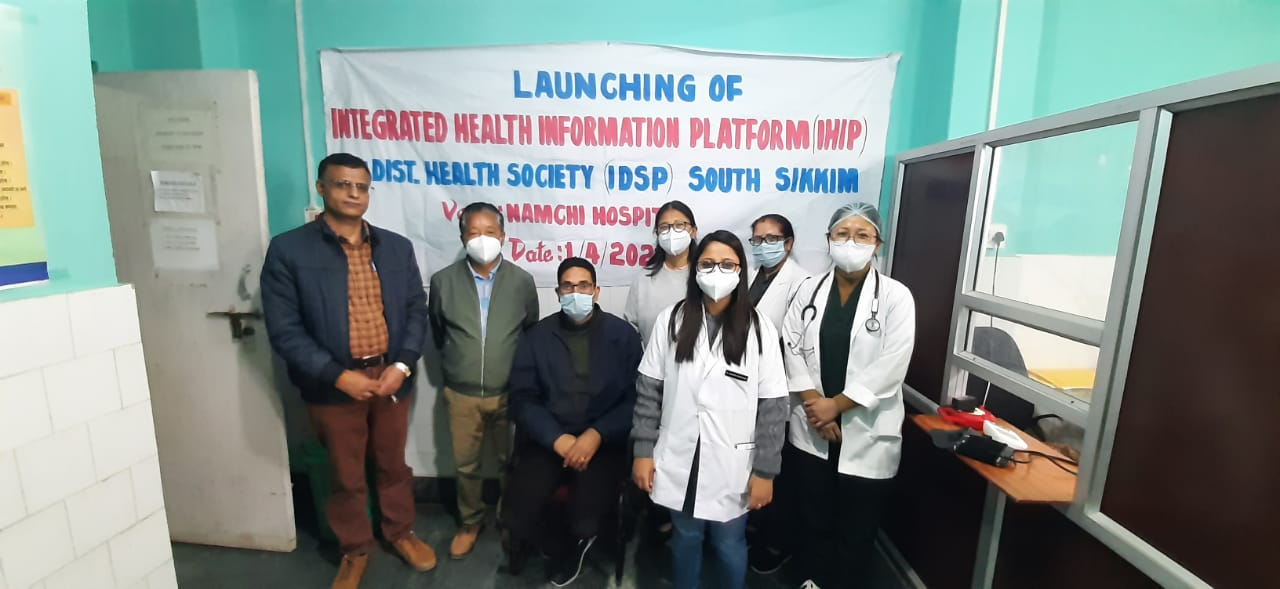 LAUNCHING OF
INTEGRATED HEALTH INFORMATION PLATFORM (IHIP)
DIST. HEALTH SOCIETY (IDSP) SOUTH SIKKIM
NAMCHI HOSPIT
Date: 1/4/202